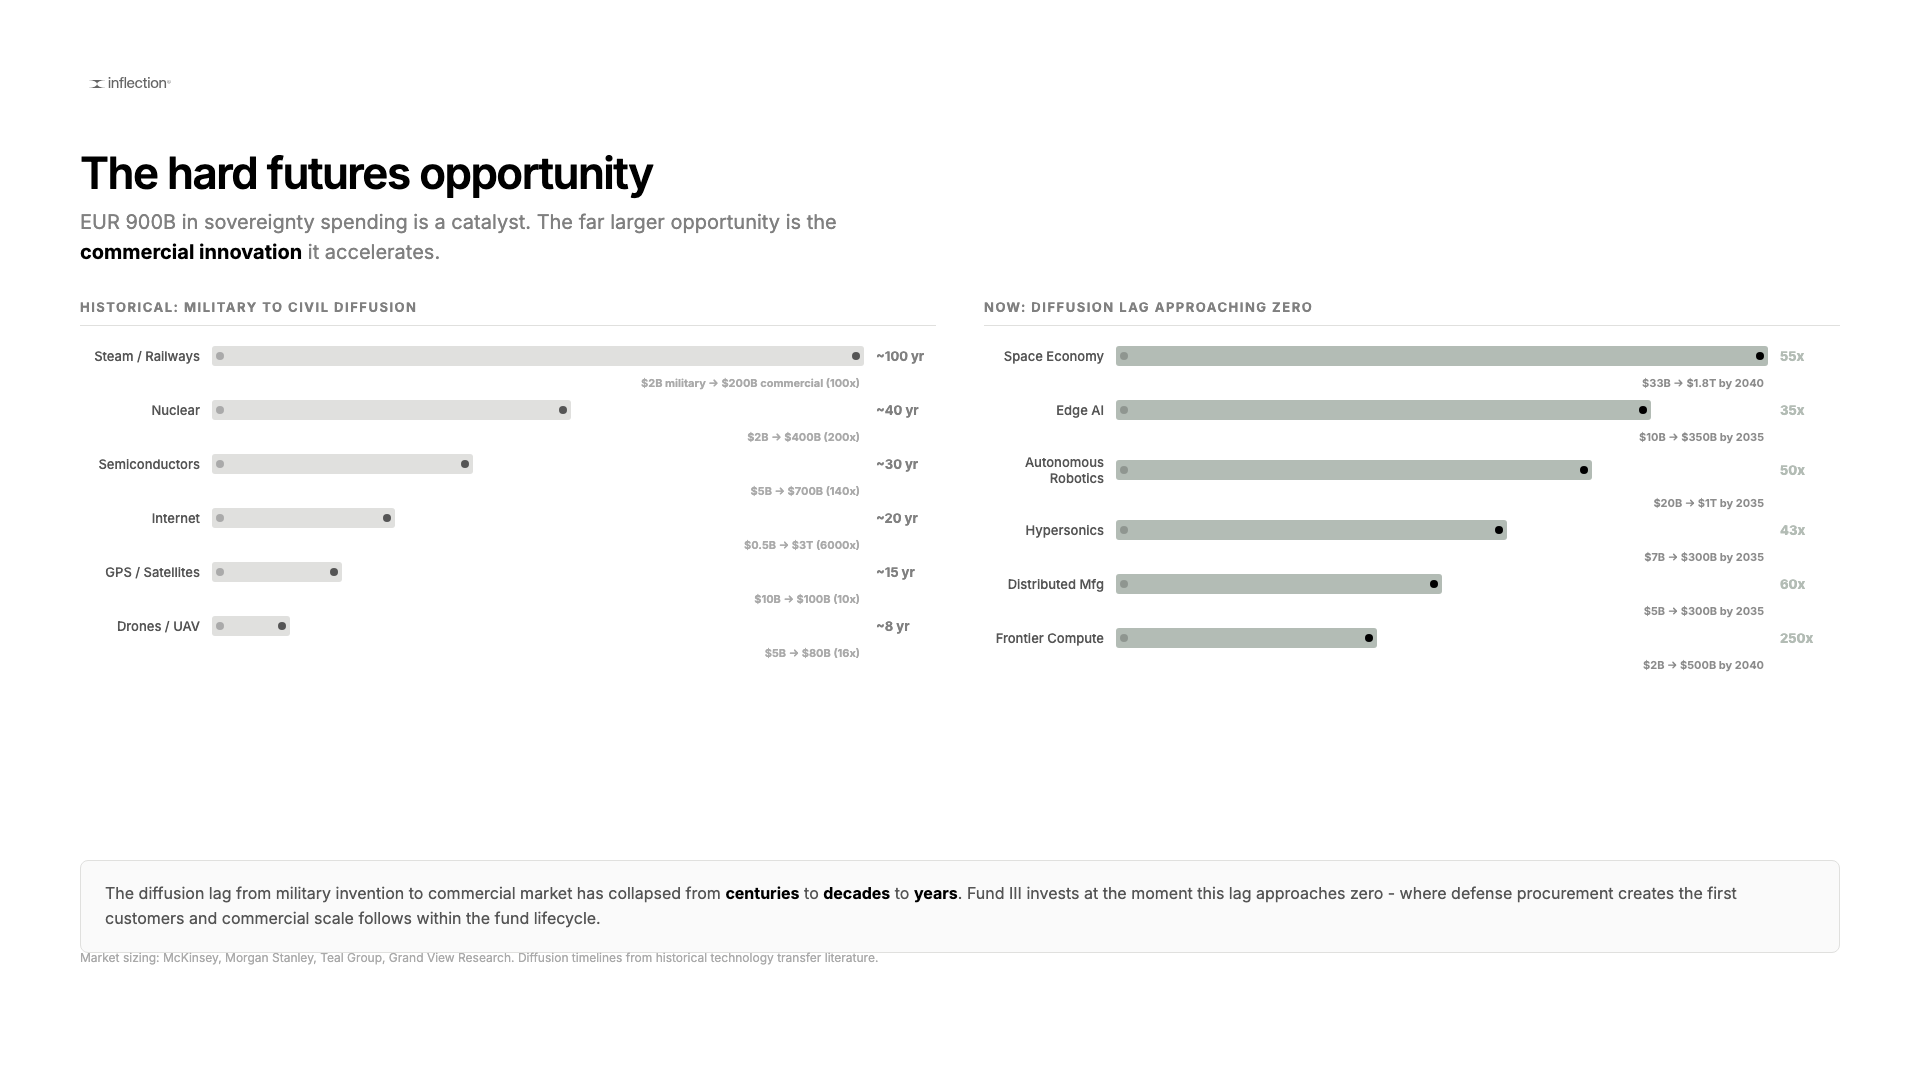 inflection
The hard futures opportunity
EUR 900B in sovereignty spending is a catalyst. The far larger opportunity is the
commercial innovation it accelerates.
HISTORICAL: MILITARY TO CIVIL DIFFUSION
Steam / Railways ~100 yr
$2B military → $200B commercial (100x)
Nuclear ~40 yr
$2B → $400B (200x)
Semiconductors ~30 yr
$5B → $700B (140x)
Internet ~20 yr
$0.5B → $3T (6000x)
GPS / Satellites ~15 yr
$10B → $100B (10x)
Drones / UAV ~8 yr
$5B → $80B (16x)
NOW: DIFFUSION LAG APPROACHING ZERO
Space Economy 55x
$33B → $1.8T by 2040
Edge AI 35x
$10B → $350B by 2035
Autonomous
Robotics 50x
$20B → $1T by 2035
Hypersonics 43x
$7B → $300B by 2035
Distributed Mfg 60x
$5B → $300B by 2035
Frontier Compute 250x
$2B → $500B by 2040
The diffusion lag from military invention to commercial market has collapsed from centuries to decades to years. Fund III invests at the moment this lag approaches zero - where defense procurement creates the first
customers and commercial scale follows within the fund lifecycle.
Market sizing: McKinsey, Morgan Stanley, Teal Group, Grand View Research. Diffusion timelines from historical technology transfer literature.